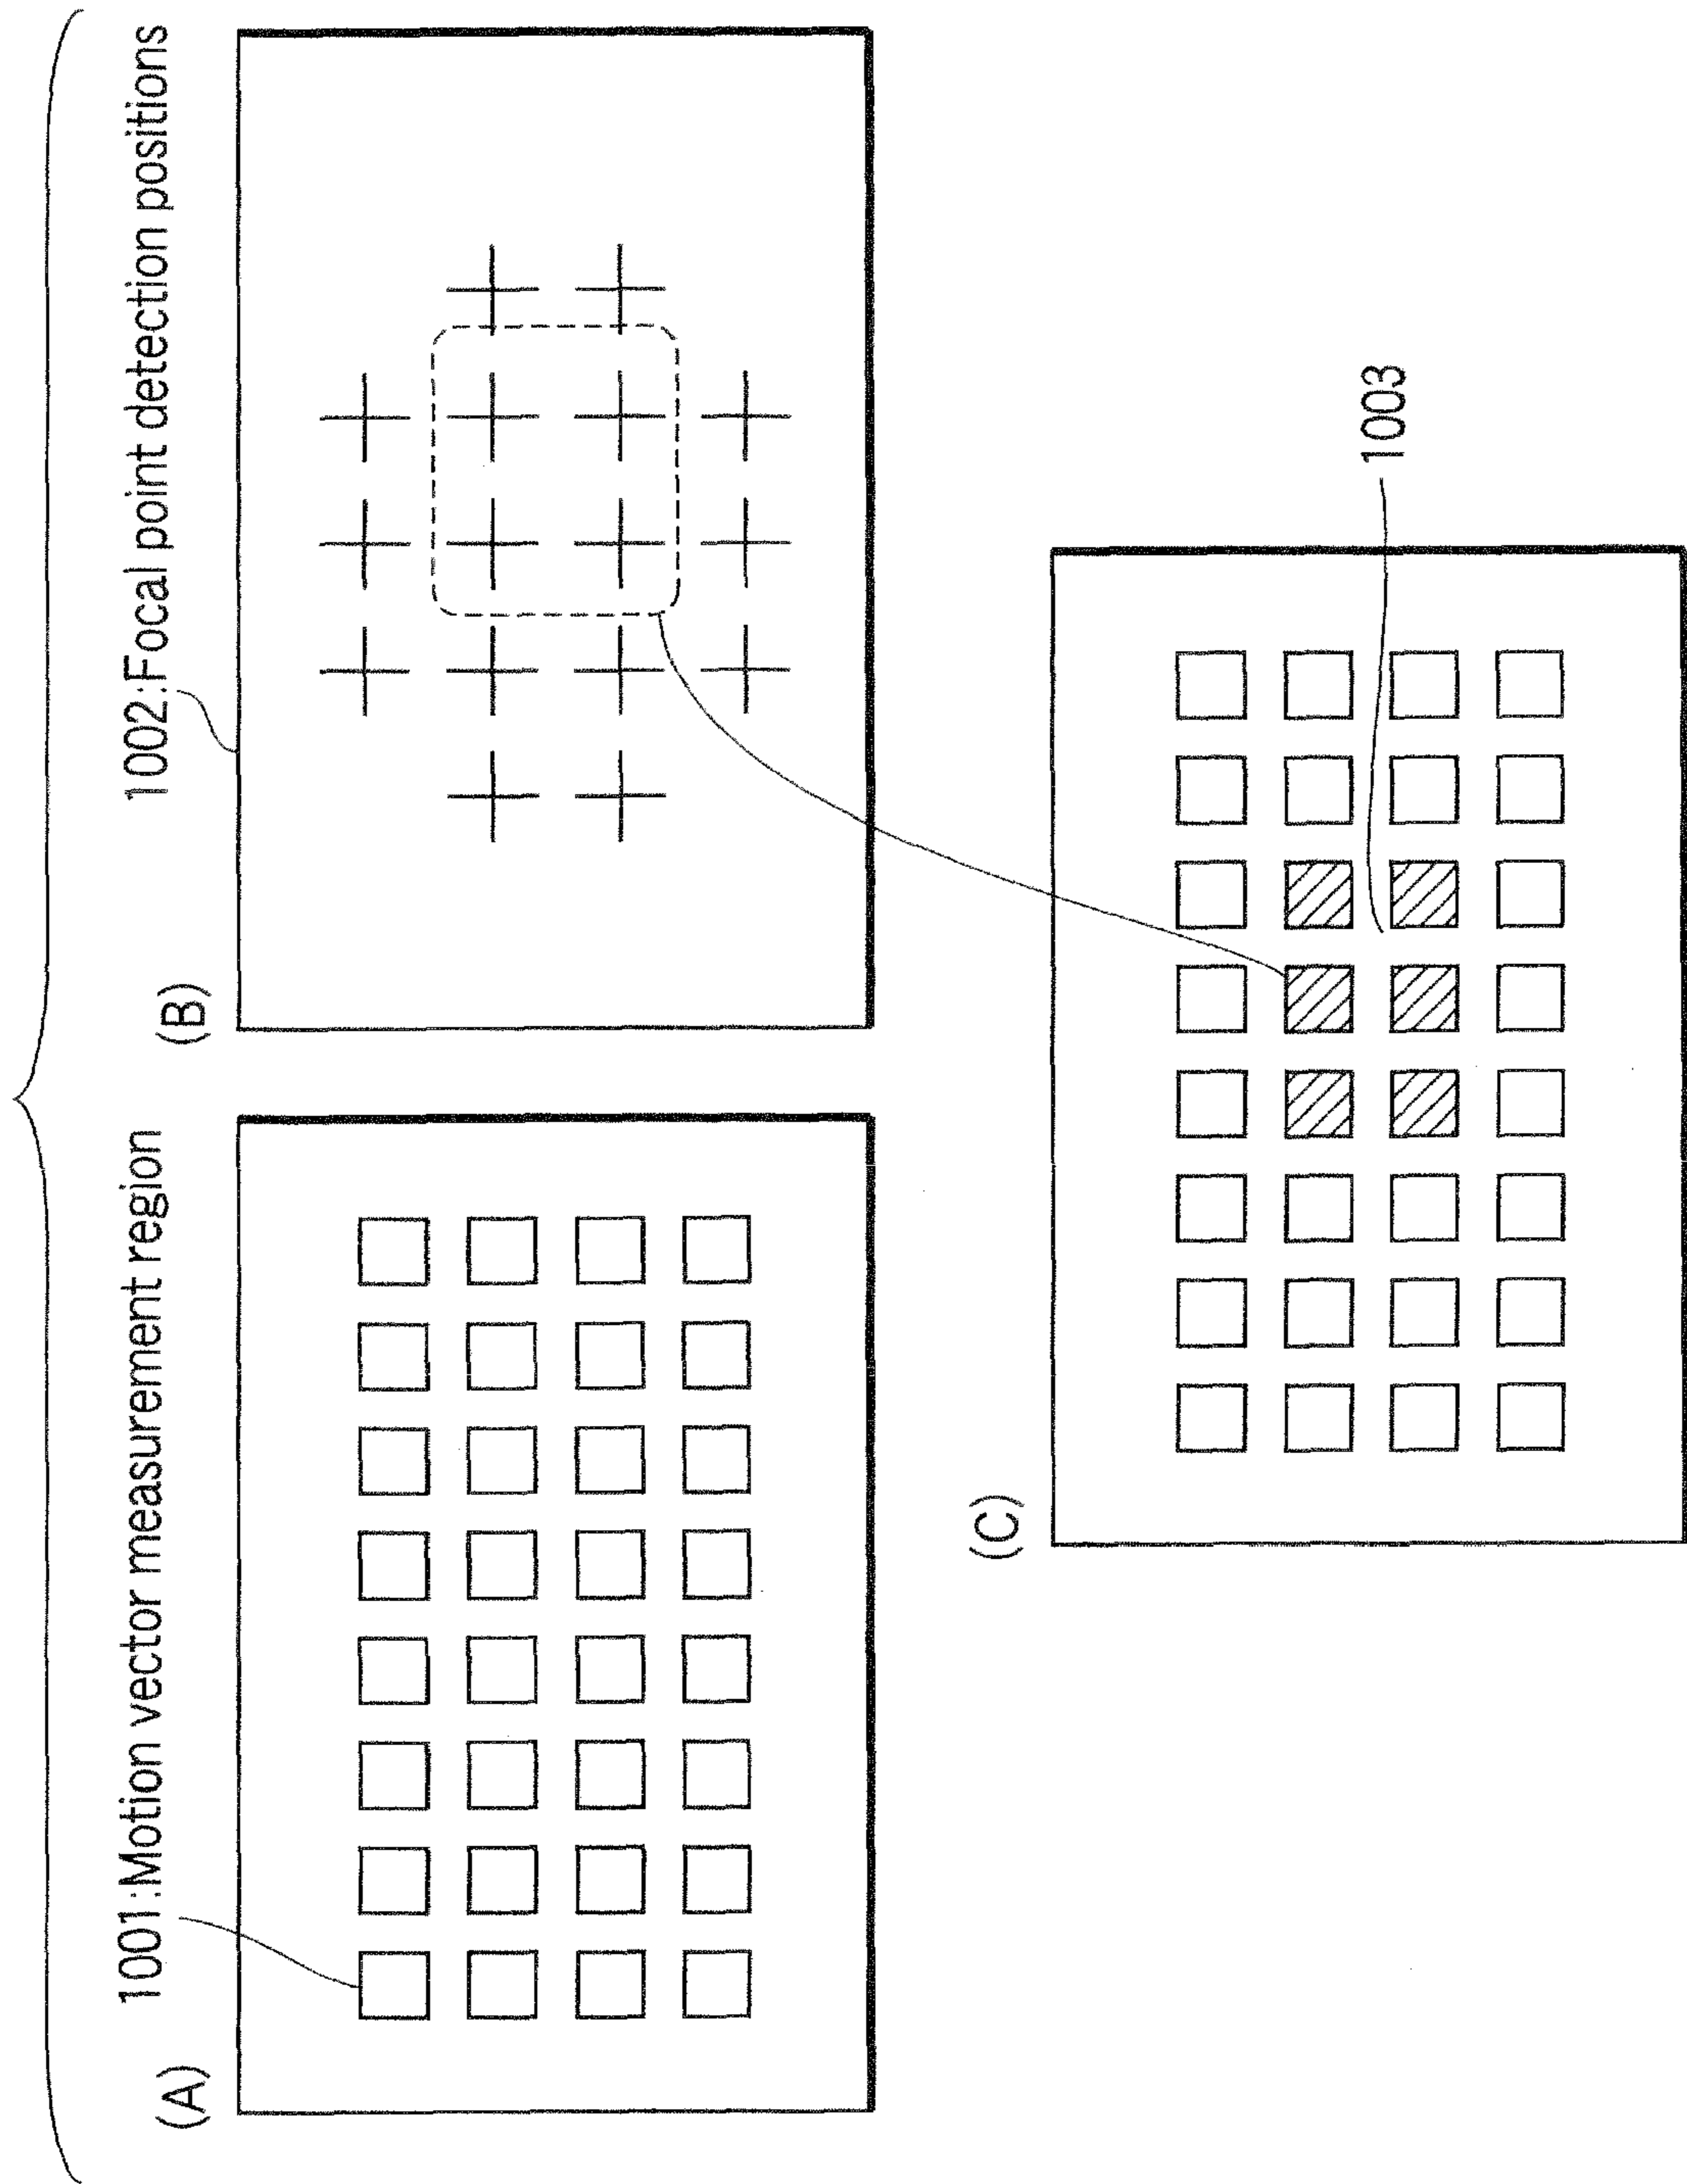 (A)
1001:Motion vector measurement region
(B)
1002:Focal point detection positions
(C)
1003